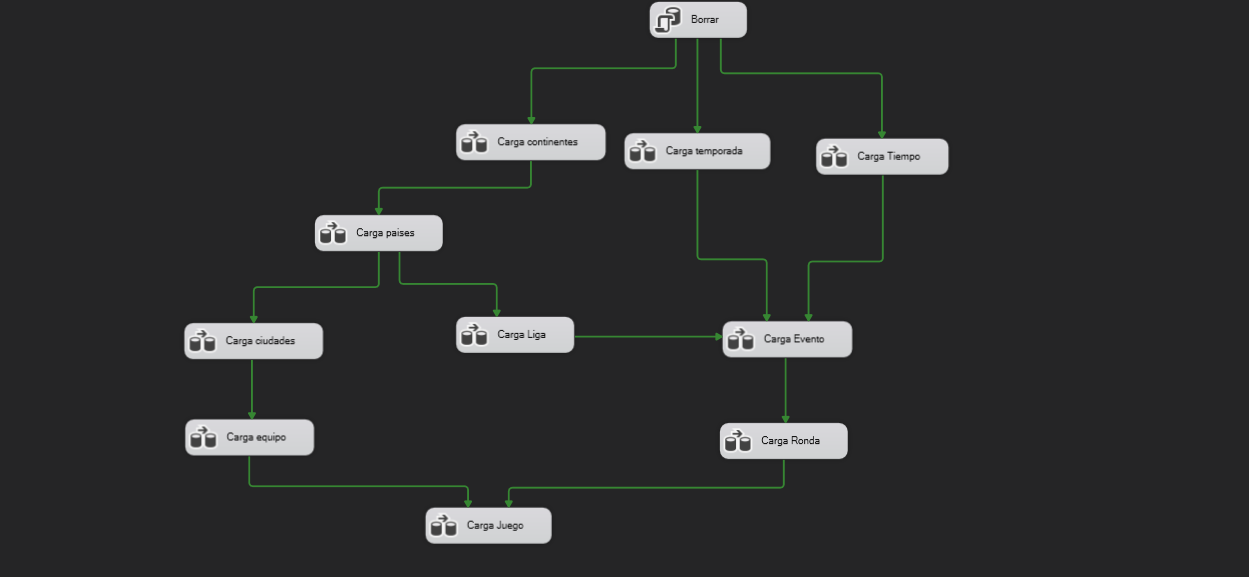 Borrar
Carga continentes
Carga temporada
Carga Tiempo
Carga paises
Carga ciudades
Carga Liga
Carga Evento
Carga equipo
Carga Ronda
Carga Juego